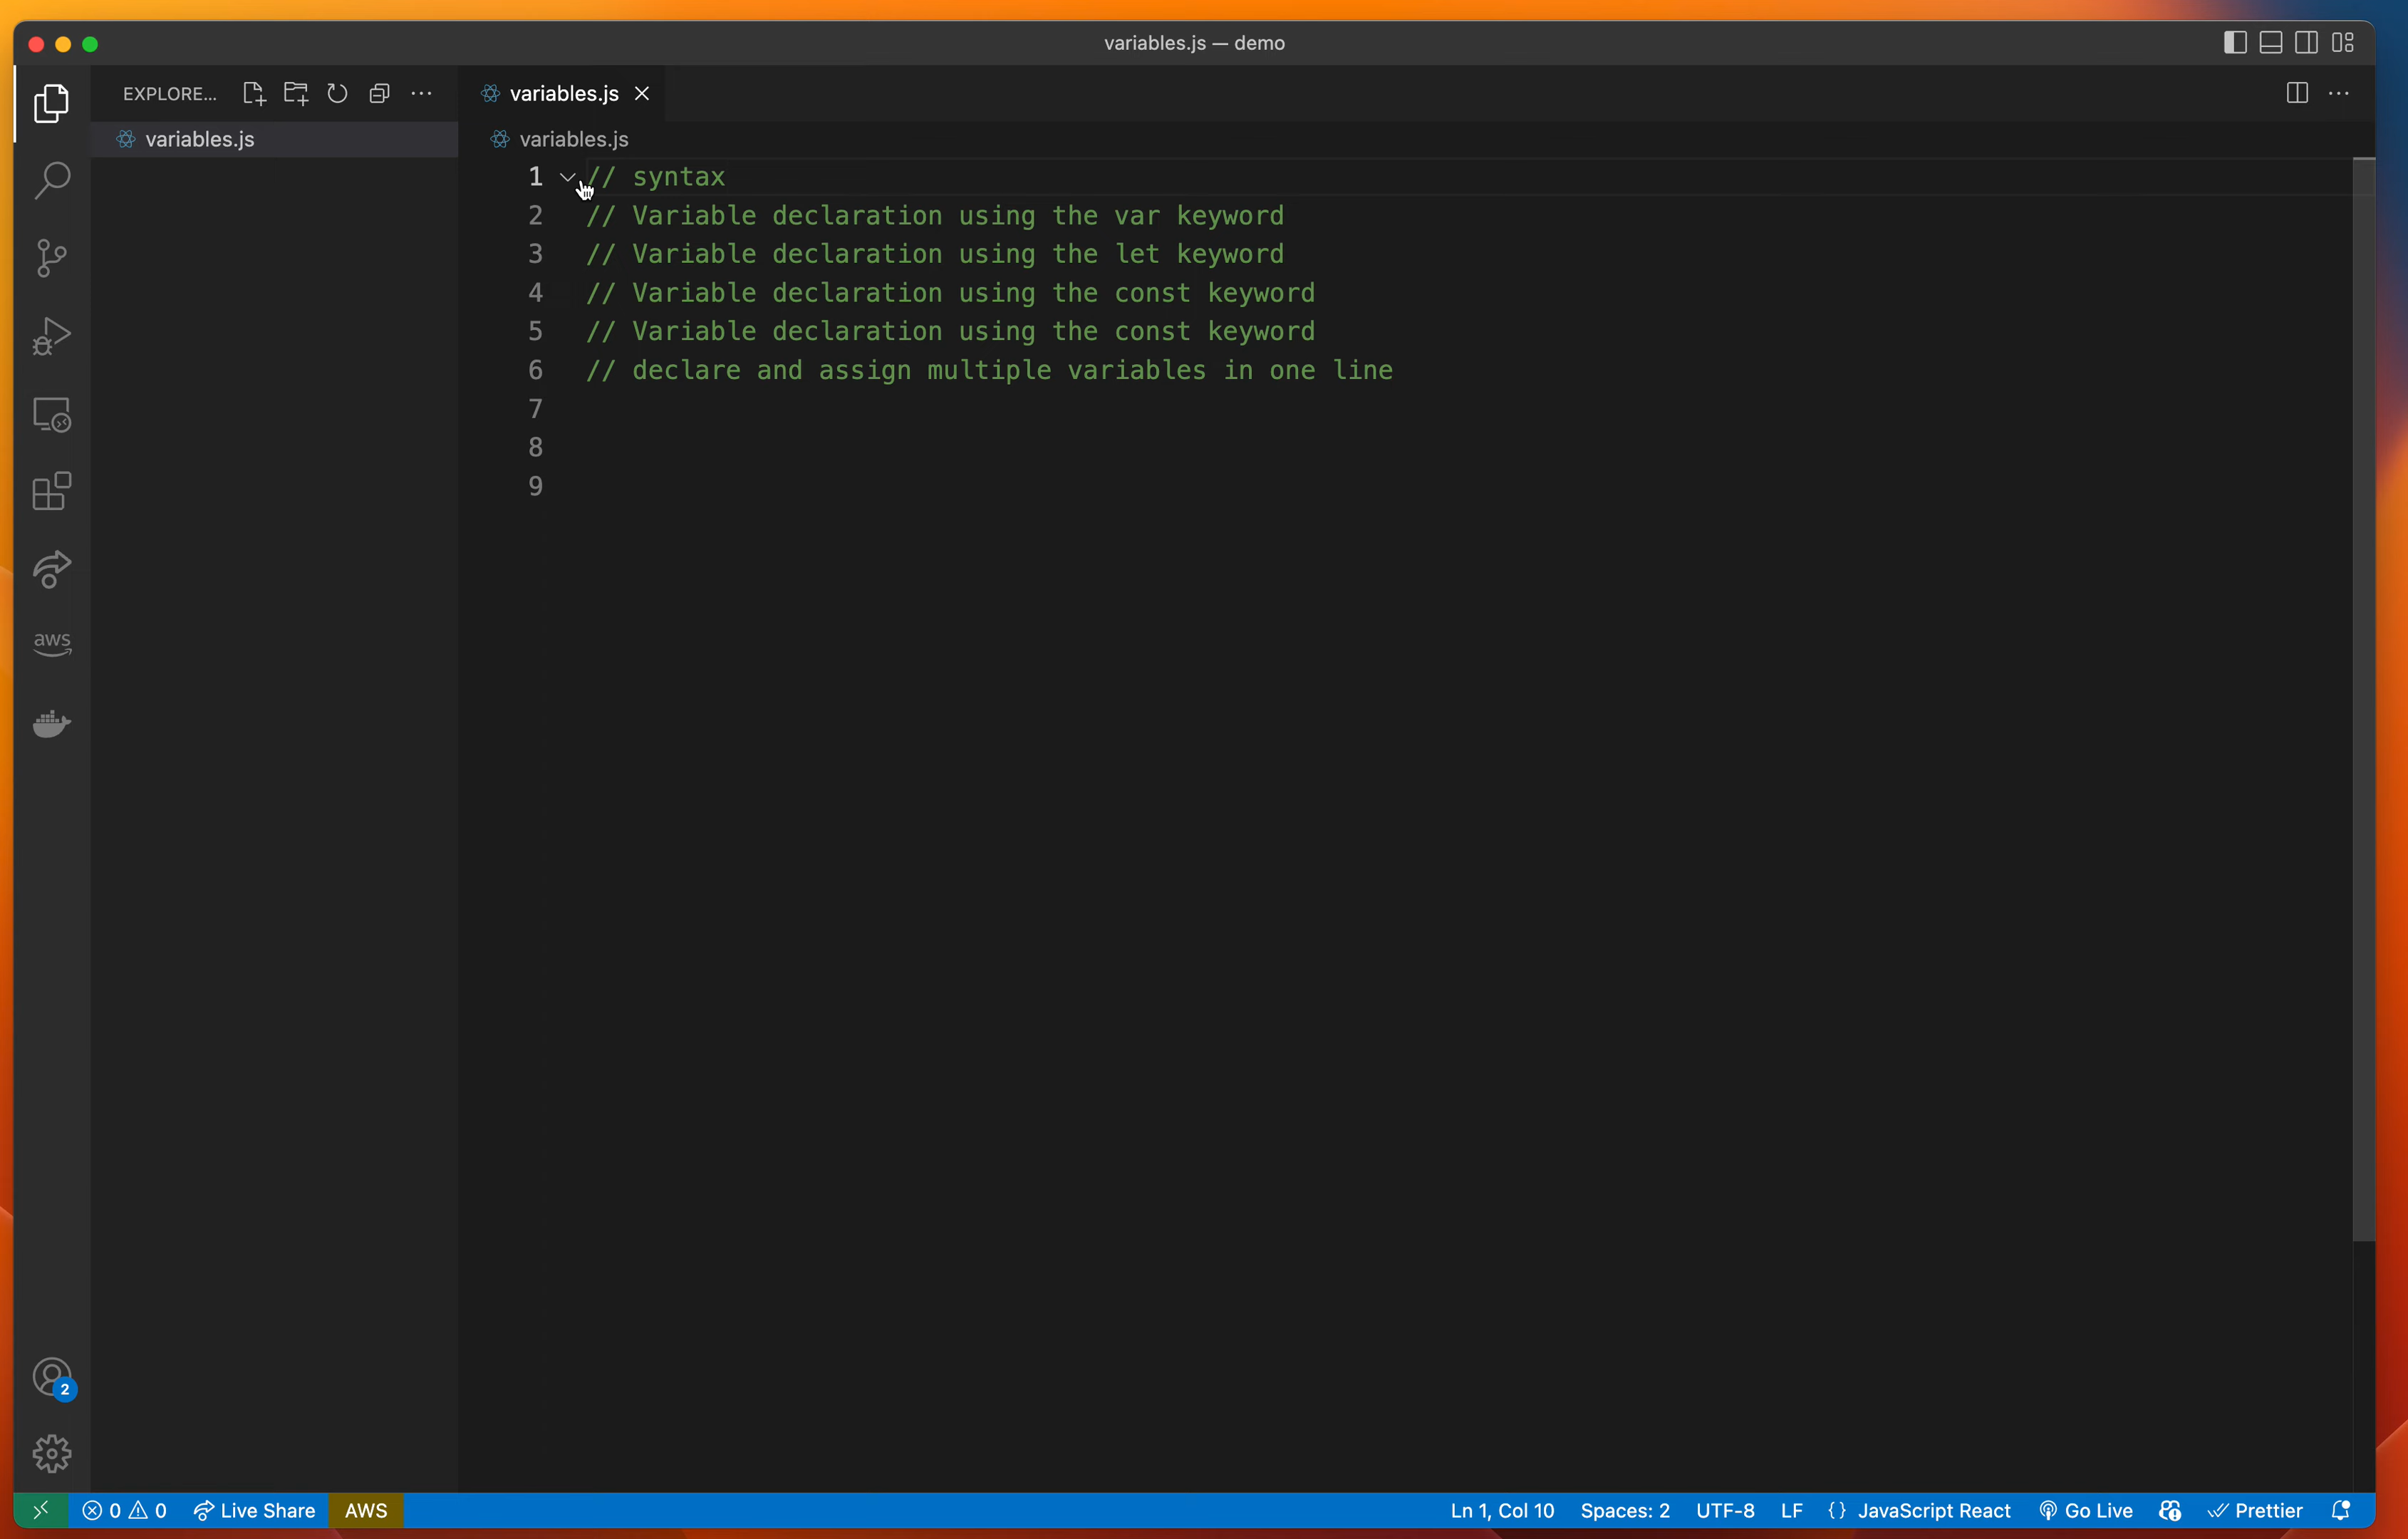 variables.js — demo
EXPLORE...
variables.js
variables.js
variables.js
1 // syntax
2 // Variable declaration using the var keyword
3 // Variable declaration using the let keyword
4 // Variable declaration using the const keyword
5 // Variable declaration using the const keyword
6 // declare and assign multiple variables in one line
7
8
9
aws
2
0 0 Live Share AWS Ln 1, Col 10 Spaces: 2 UTF-8 LF {} JavaScript React Go Live Prettier